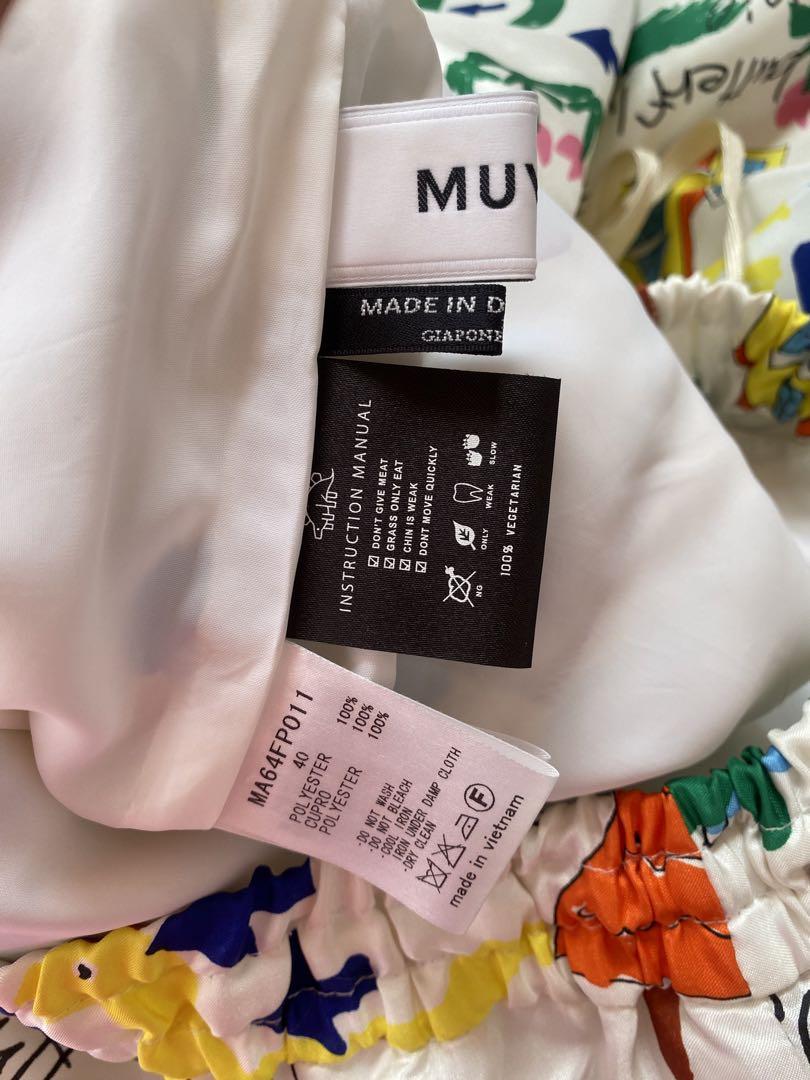 MUV
MADE IN D
GIAPONE
INSTRUCTION MANUAL
☑ DON'T GIVE MEAT
☑ GRASS ONLY EAT
☑ CHIN IS WEAK
☑ DONT MOVE QUICKLY
NG
ONLY
WEAK
SLOW
100% VEGETARIAN
MA64FP011
40
POLYESTER 100%
CUPRO 100%
POLYESTER 100%
·DO NOT WASH
·DO NOT BLEACH
·COOL IRON
IRON UNDER DAMP CLOTH
·DRY CLEAN
F
made in vietnam